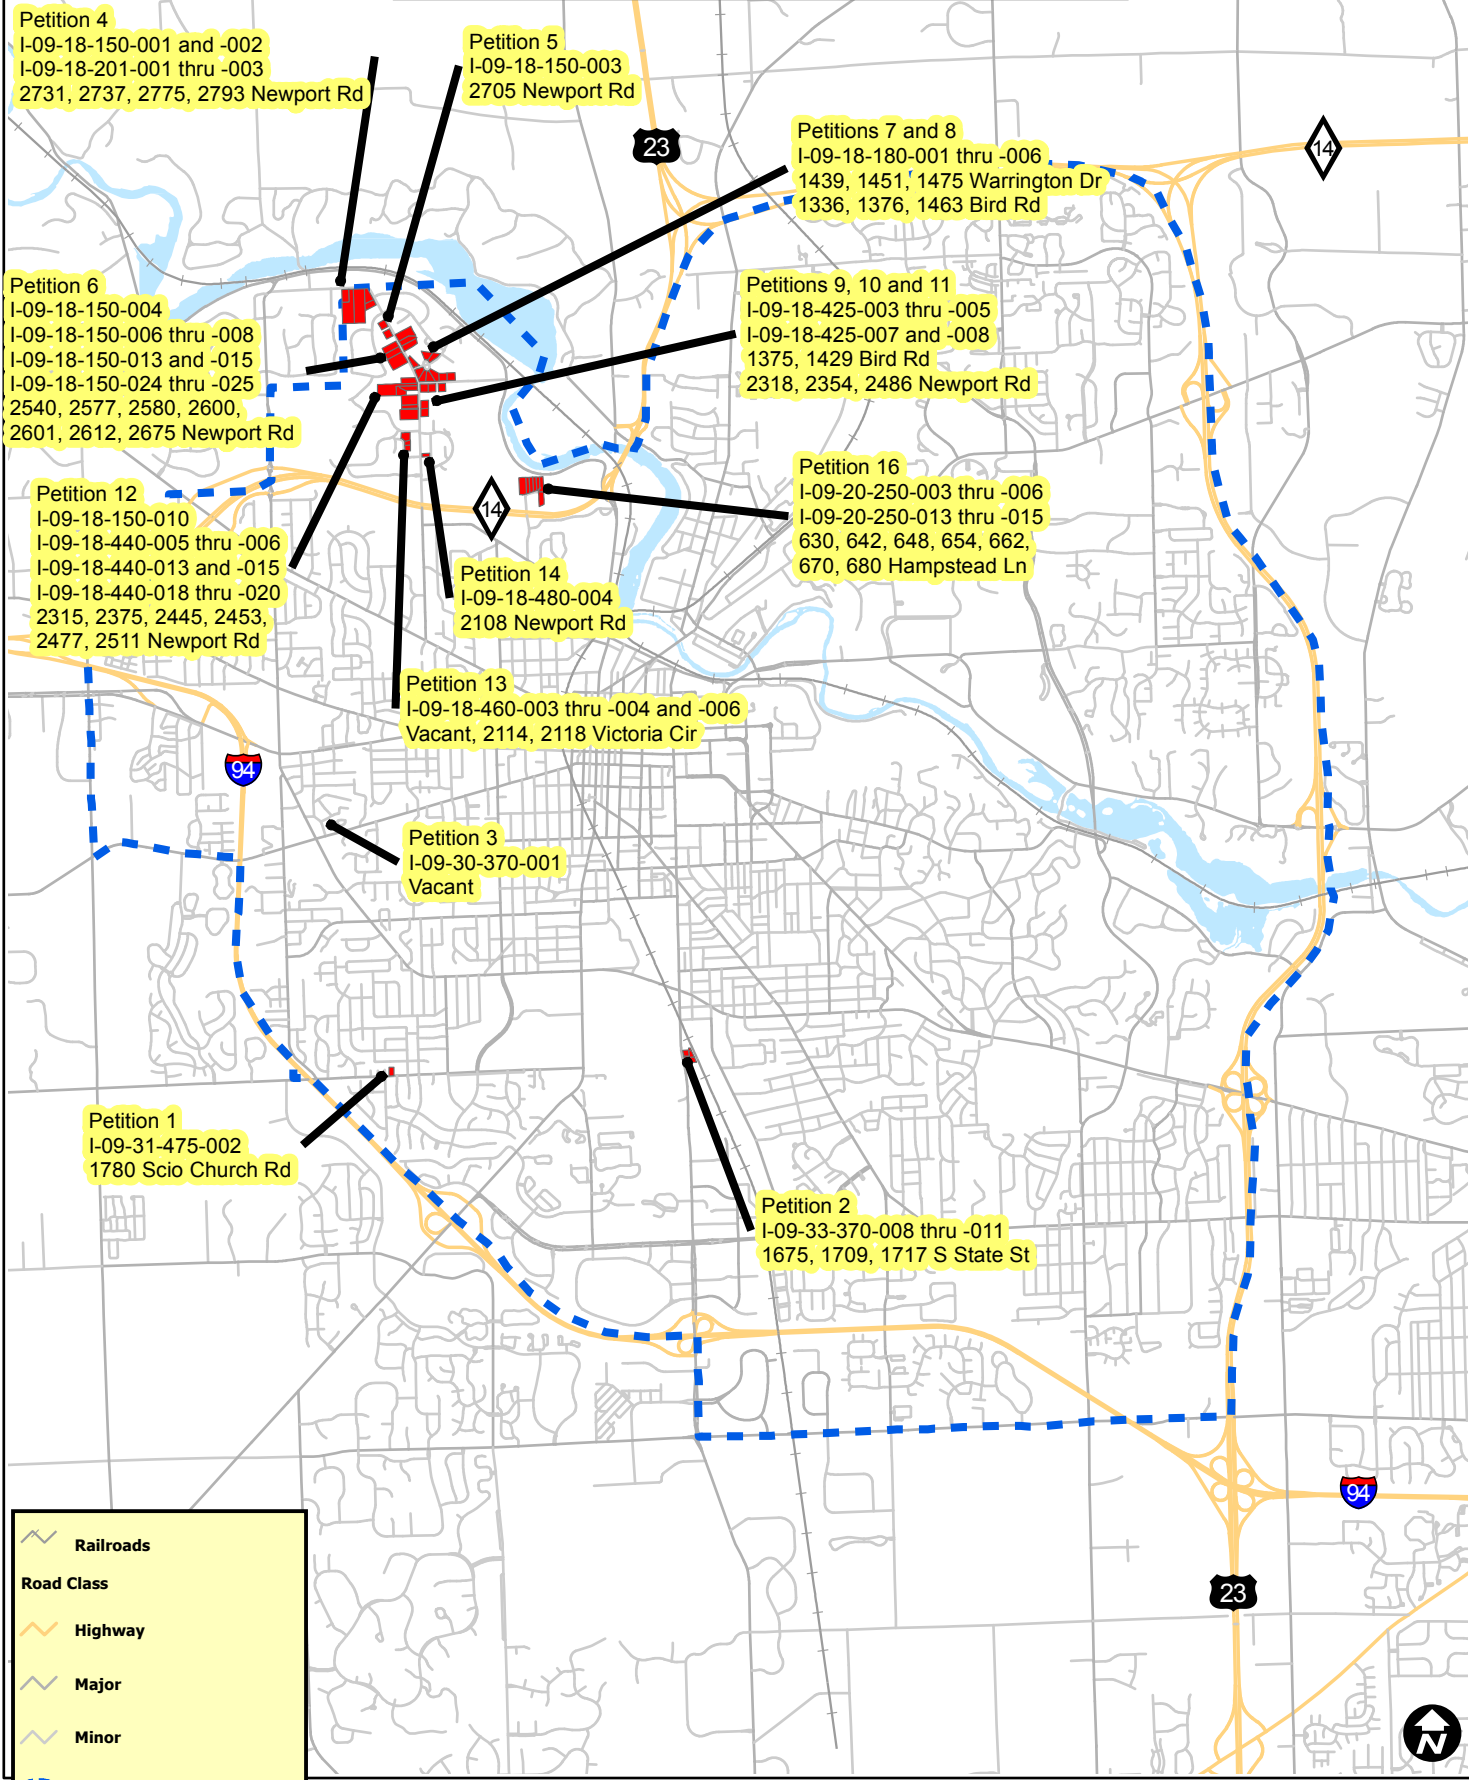 Petition 4
I-09-18-150-001 and -002
I-09-18-201-001 thru -003
2731, 2737, 2775, 2793 Newport Rd
Petition 5
I-09-18-150-003
2705 Newport Rd
23
Petitions 7 and 8
I-09-18-180-001 thru -006
1439, 1451, 1475 Warrington Dr
1336, 1376, 1463 Bird Rd
14
Petition 6
I-09-18-150-004
I-09-18-150-006 thru -008
I-09-18-150-013 and -015
I-09-18-150-024 thru -025
2540, 2577, 2580, 2600,
2601, 2612, 2675 Newport Rd
Petitions 9, 10 and 11
I-09-18-425-003 thru -005
I-09-18-425-007 and -008
1375, 1429 Bird Rd
2318, 2354, 2486 Newport Rd
Petition 12
I-09-18-150-010
I-09-18-440-005 thru -006
I-09-18-440-013 and -015
I-09-18-440-018 thru -020
2315, 2375, 2445, 2453,
2477, 2511 Newport Rd
14
Petition 16
I-09-20-250-003 thru -006
I-09-20-250-013 thru -015
630, 642, 648, 654, 662,
670, 680 Hampstead Ln
Petition 14
I-09-18-480-004
2108 Newport Rd
Petition 13
I-09-18-460-003 thru -004 and -006
Vacant, 2114, 2118 Victoria Cir
94
Petition 3
I-09-30-370-001
Vacant
Petition 1
I-09-31-475-002
1780 Scio Church Rd
Petition 2
I-09-33-370-008 thru -011
1675, 1709, 1717 S State St
94
23
Railroads
Road Class
Highway
Major
Minor
N